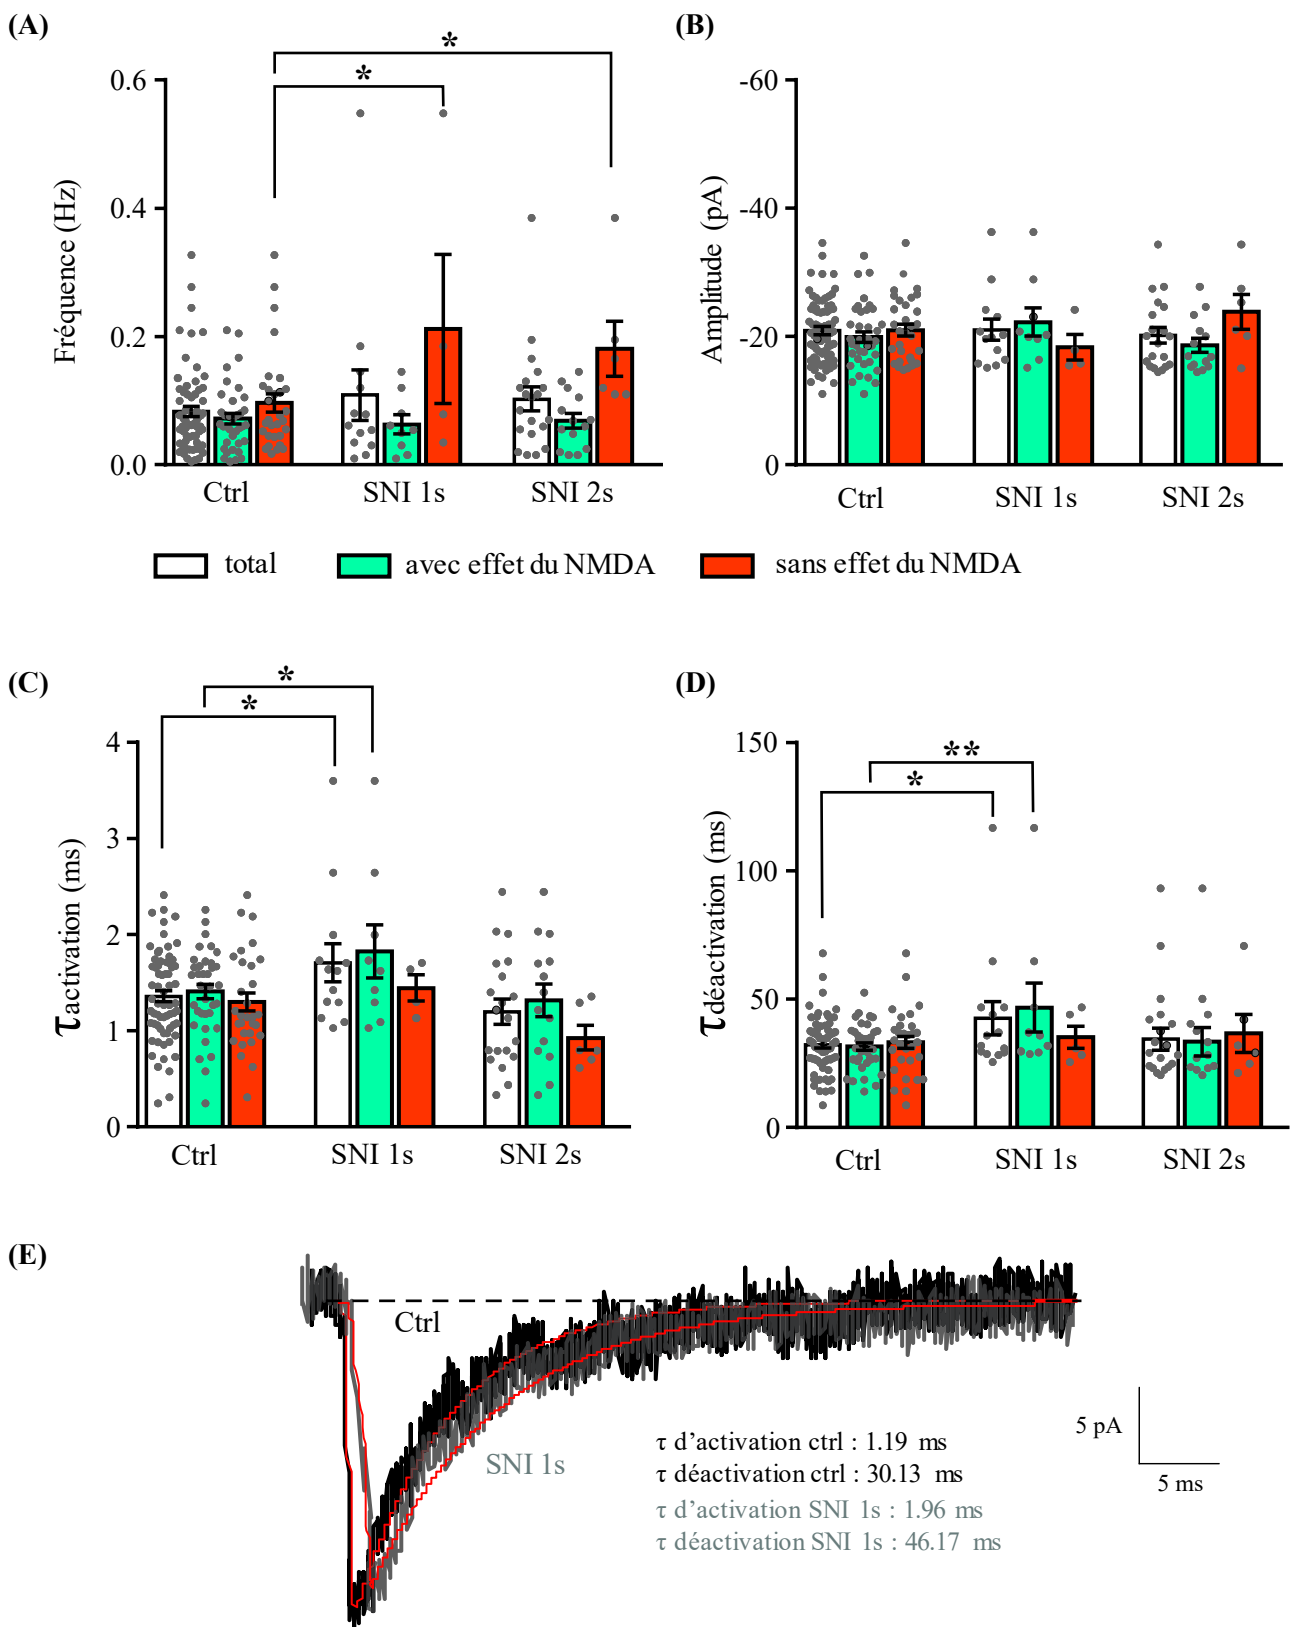 (A)
(B)
*
*
0.6
0.4
0.2
0.0
Fréquence (Hz)
Ctrl
SNI 1s
SNI 2s
-60
-40
-20
0
Amplitude (pA)
Ctrl
SNI 1s
SNI 2s
total
avec effet du NMDA
sans effet du NMDA
(C)
(D)
*
*
4
3
2
1
0
τactivation (ms)
Ctrl
SNI 1s
SNI 2s
**
*
150
100
50
0
τdéactivation (ms)
Ctrl
SNI 1s
SNI 2s
(E)
Ctrl
SNI 1s
τ d’activation ctrl : 1.19 ms
τ déactivation ctrl : 30.13 ms
τ d’activation SNI 1s : 1.96 ms
τ déactivation SNI 1s : 46.17 ms
5 pA
5 ms